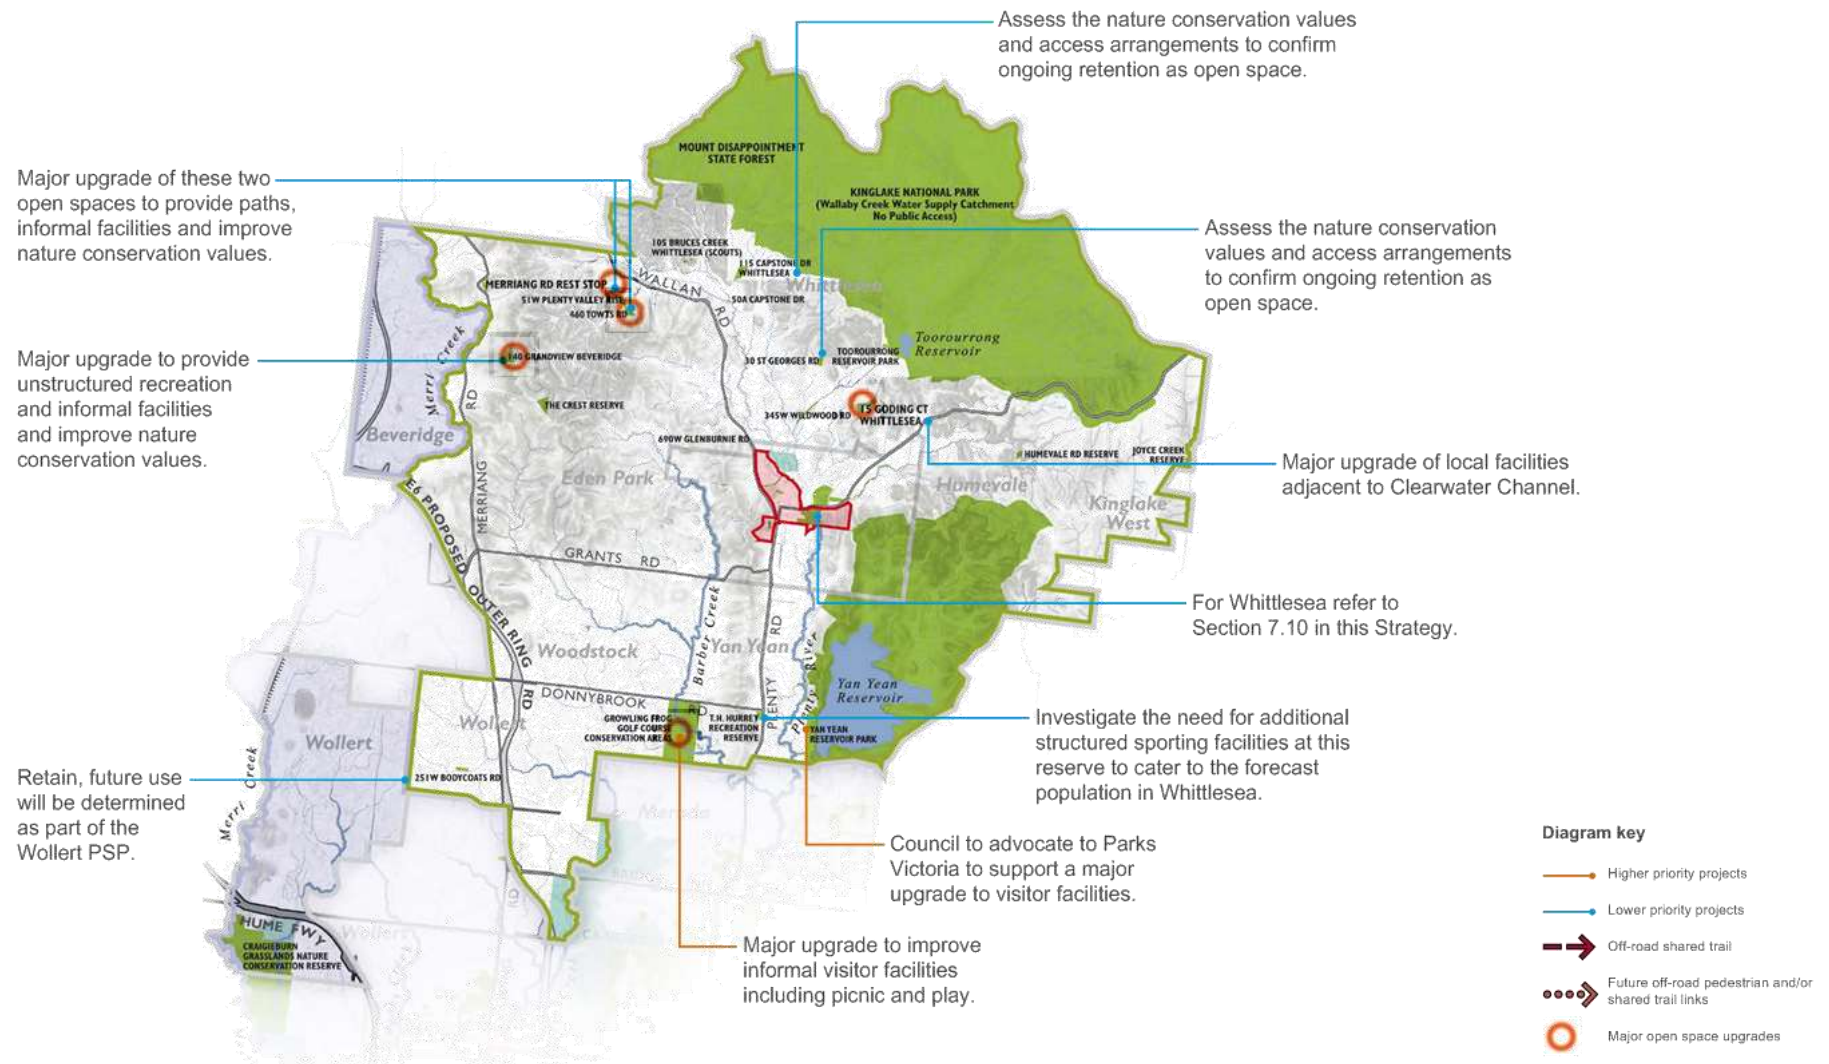 Assess the nature conservation values
and access arrangements to confirm
ongoing retention as open space.
MOUNT DISAPPOINTMENT
STATE FOREST
KINGLAKE NATIONAL PARK
(Wallaby Creek Water Supply Catchment
No Public Access)
Major upgrade of these two
open spaces to provide paths,
informal facilities and improve
nature conservation values.
Assess the nature conservation
values and access arrangements
to confirm ongoing retention as
open space.
105 BRUCES CREEK
WHITTLESEA (SCOUTS)
115 CAPSTONE DR
WHITTLESEA
Whittlesea
50A CAPSTONE DR
WALLAN
RD
MERRIANG RD REST STOP
51W PLENTY VALLEY RISE
460 TOWTS RD
Major upgrade to provide
unstructured recreation
and informal facilities
and improve nature
conservation values.
140 GRANDVIEW BEVERIDGE
Merri Creek
THE CREST RESERVE
Beveridge
Toorourrong
Reservoir
30 ST GEORGES RD
TOOROURRONG
RESERVOIR PARK
345W WILDWOOD RD
15 GODING CT
WHITTLESEA
690W GLENBURNIE RD
HUMEVALE RD RESERVE
JOYCE CREEK
RESERVE
Major upgrade of local facilities
adjacent to Clearwater Channel.
Eden Park
Humevale
Kinglake
West
MERRIANG
RD
E6 PROPOSED OUTER RING
RD
GRANTS RD
Barber Creek
For Whittlesea refer to
Section 7.10 in this Strategy.
Woodstock
Yan Yean
PLENTY RD
Plenty River
Yan Yean
Reservoir
DONNYBROOK
RD
Wollert
GROWLING FROG
GOLF COURSE
CONSERVATION AREAS
T.H. HURREY
RECREATION
RESERVE
YAN YEAN
RESERVOIR PARK
Investigate the need for additional
structured sporting facilities at this
reserve to cater to the forecast
population in Whittlesea.
Wollert
Merri Creek
Retain, future use
will be determined
as part of the
Wollert PSP.
251W BODYCOATS RD
Mernda
Council to advocate to Parks
Victoria to support a major
upgrade to visitor facilities.
RD
HUME FWY
Wollert
CRAIGIEBURN
GRASSLANDS NATURE
CONSERVATION RESERVE
Major upgrade to improve
informal visitor facilities
including picnic and play.
Diagram key
Higher priority projects
Lower priority projects
Off-road shared trail
Future off-road pedestrian and/or
shared trail links
Major open space upgrades